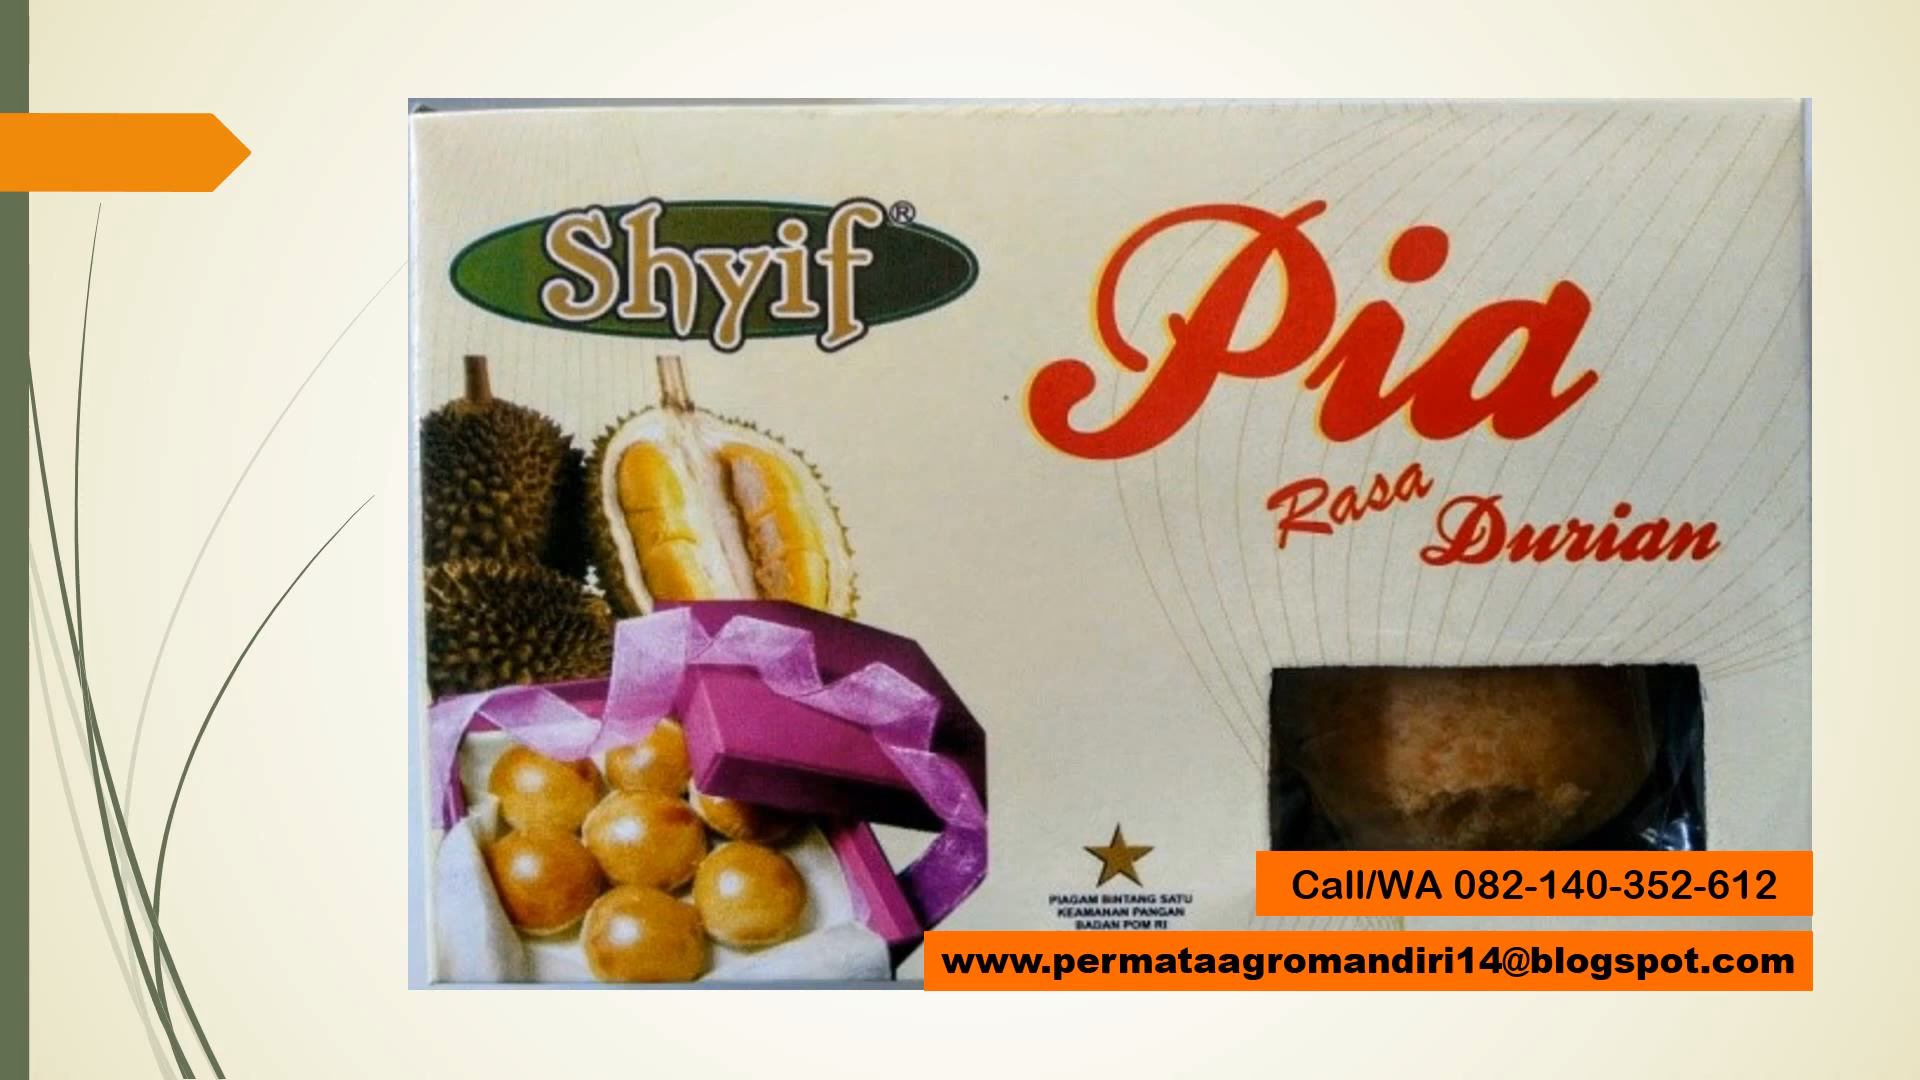 Shyif®
Pia
Rasa
Durian
PIAGAM BINTANG SATU
KEAMANAN PANGAN
BADAN POM RI
Call/WA 082-140-352-612
www.permataagromandiri14@blogspot.com